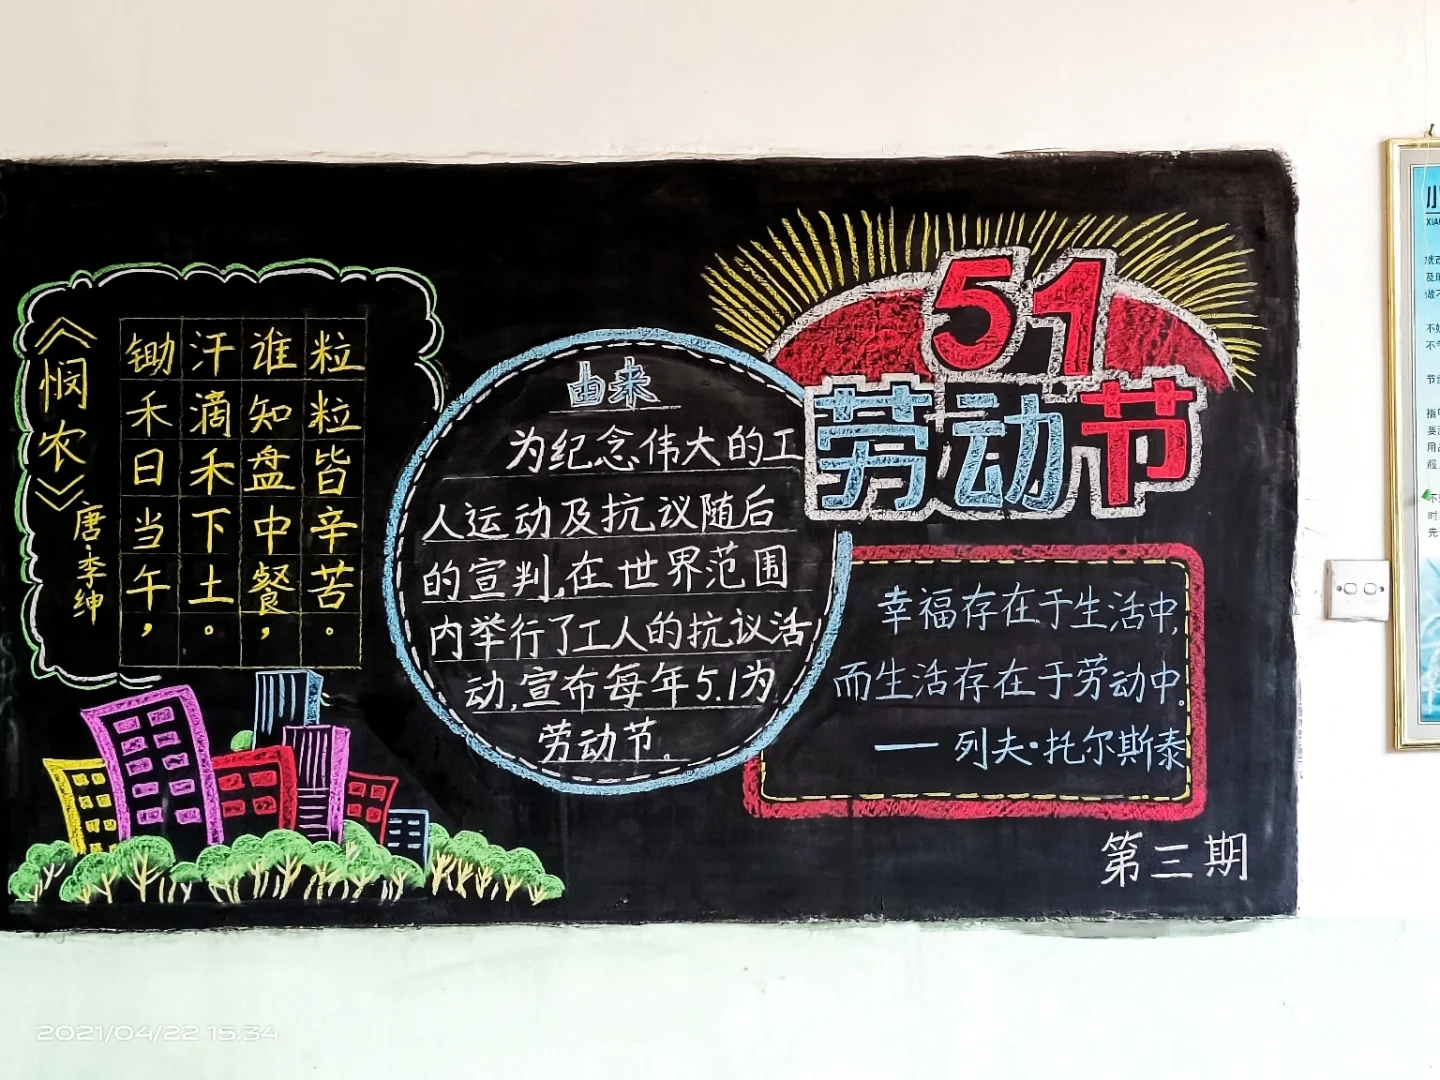 《悯农》
唐 李绅
锄禾日当午，
汗滴禾下土。
谁知盘中餐，
粒粒皆辛苦。
由来
为纪念伟大的工
人运动及抗议随后
的宣判,在世界范围
内举行了工人的抗议活
动,宣布每年5.1为
劳动节。
51
劳动节
幸福存在于生活中,
而生活存在于劳动中。
—— 列夫·托尔斯泰
第三期
2021/04/22 15:34